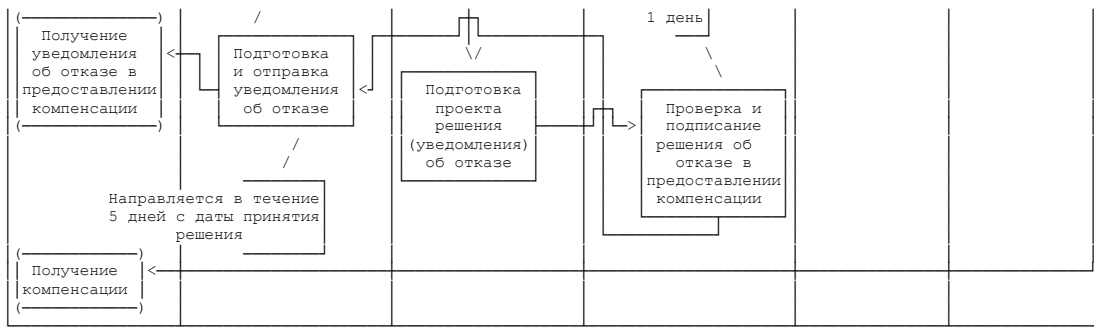 1 день
Получение
уведомления
об отказе в
предоставлении
компенсации
Подготовка
и отправка
уведомления
об отказе
Подготовка
проекта
решения
(уведомления)
об отказе
Проверка и
подписание
решения об
отказе в
предоставлении
компенсации
Направляется в течение
5 дней с даты принятия
решения
Получение
компенсации